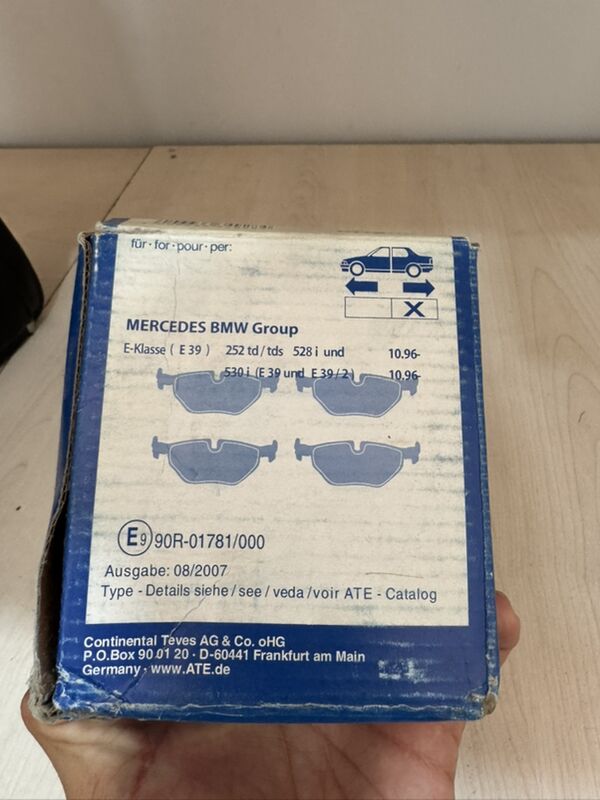 für · for · pour · per:
X
MERCEDES BMW Group
E-Klasse ( E 39 ) 252 td / tds 528 i und 10.96-
530 i (E 39 und E 39 / 2 ) 10.96-
E9 90R-01781/000
Ausgabe: 08/2007
Type - Details siehe / see / veda / voir ATE - Catalog
Continental Teves AG & Co. oHG
P.O.Box 90 01 20 · D-60441 Frankfurt am Main
Germany · www.ATE.de